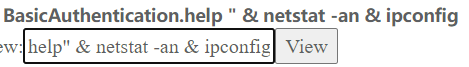 BasicAuthentication.help " & netstat -an & ipconfig
ew: help" & netstat -an & ipconfig View